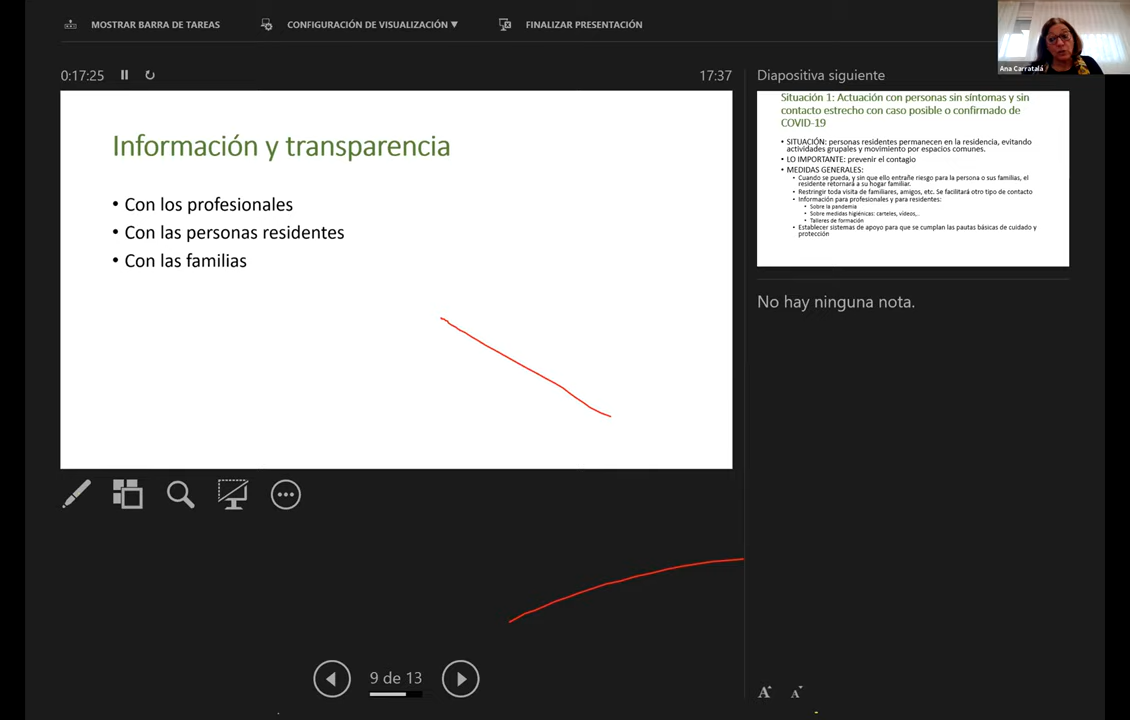 MOSTRAR BARRA DE TAREAS
CONFIGURACIÓN DE VISUALIZACIÓN ▼
FINALIZAR PRESENTACIÓN
Ana Carratalá
0:17:25
17:37
Información y transparencia
• Con los profesionales
• Con las personas residentes
• Con las familias
Diapositiva siguiente
Situación 1: Actuación con personas sin síntomas y sin
contacto estrecho con caso posible o confirmado de
COVID-19
• SITUACIÓN: personas residentes permanecen en la residencia, evitando
actividades grupales y movimiento por espacios comunes.
• LO IMPORTANTE: prevenir el contagio
• MEDIDAS GENERALES:
• Cuando se pueda, y sin que ello entrañe riesgo para la persona o sus familias, el
residente retornará a su hogar familiar.
• Restringir toda visita de familiares, amigos, etc. Se facilitará otro tipo de contacto
• Información para profesionales y para residentes:
• Sobre la pandemia
• Sobre medidas higiénicas: carteles, vídeos,..
• Talleres de formación
• Establecer sistemas de apoyo para que se cumplan las pautas básicas de cuidado y
protección
No hay ninguna nota.
9 de 13
A A